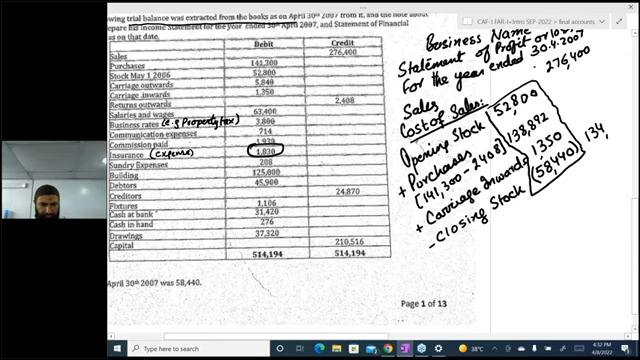 owing trial balance was extracted from the books as on April 30th 2007 from it, and the note about
epare his Income Statement for the year ended 30th April 2007, and Statement of Financial
as on that date.
Debit Credit
Sales 276,400
Purchases 141,300
Stock May 1 2006 52,800
Carriage outwards 5,840
Carriage inwards 1,350
Returns outwards 2,408
Salaries and wages 63,400
Business rates (e.g Property tax) 3,800
Communication expenses 714
Commission paid 1,930
Insurance (expense) 1,830
Sundry Expenses 208
Building 125,000
Debtors 45,900
Creditors 24,870
Fixtures 1,106
Cash at bank 31,420
Cash in hand 276
Drawings 37,320
Capital 210,516
514,194 514,194
April 30th 2007 was 58,440.
Page 1 of 13
CAF-1 FAR-I+Intro SEP-2022 > final accounts
Business Name
Statement of Profit or loss
For the year ended 30.4.2007
Sales 276,400
Cost of Sales:
Opening Stock 52,800
+ Purchases 138,892
[141,300 - 2408]
+ Carriage Inwards 1,350
- Closing Stock (58,440) 134,
38°C
4:32 PM
4/8/2022